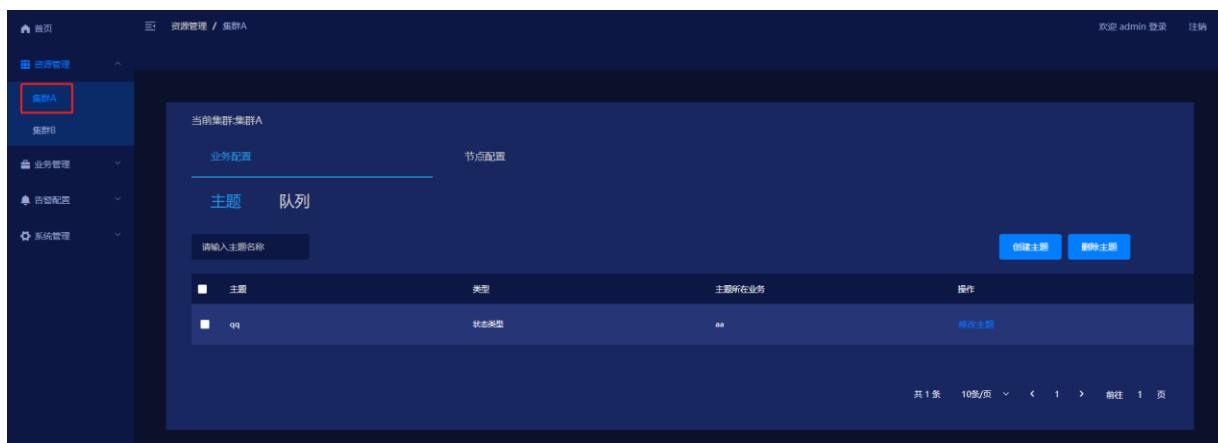 首页
资源管理 / 集群A
欢迎 admin 登录 注销
资源管理
集群A
集群B
业务管理
告警配置
系统管理
当前集群:集群A
业务配置 节点配置
主题 队列
请输入主题名称
创建主题 删除主题
主题 类型 主题所在业务 操作
qq 状态类型 aa 修改主题
共 1 条 10条/页 1 前往 1 页